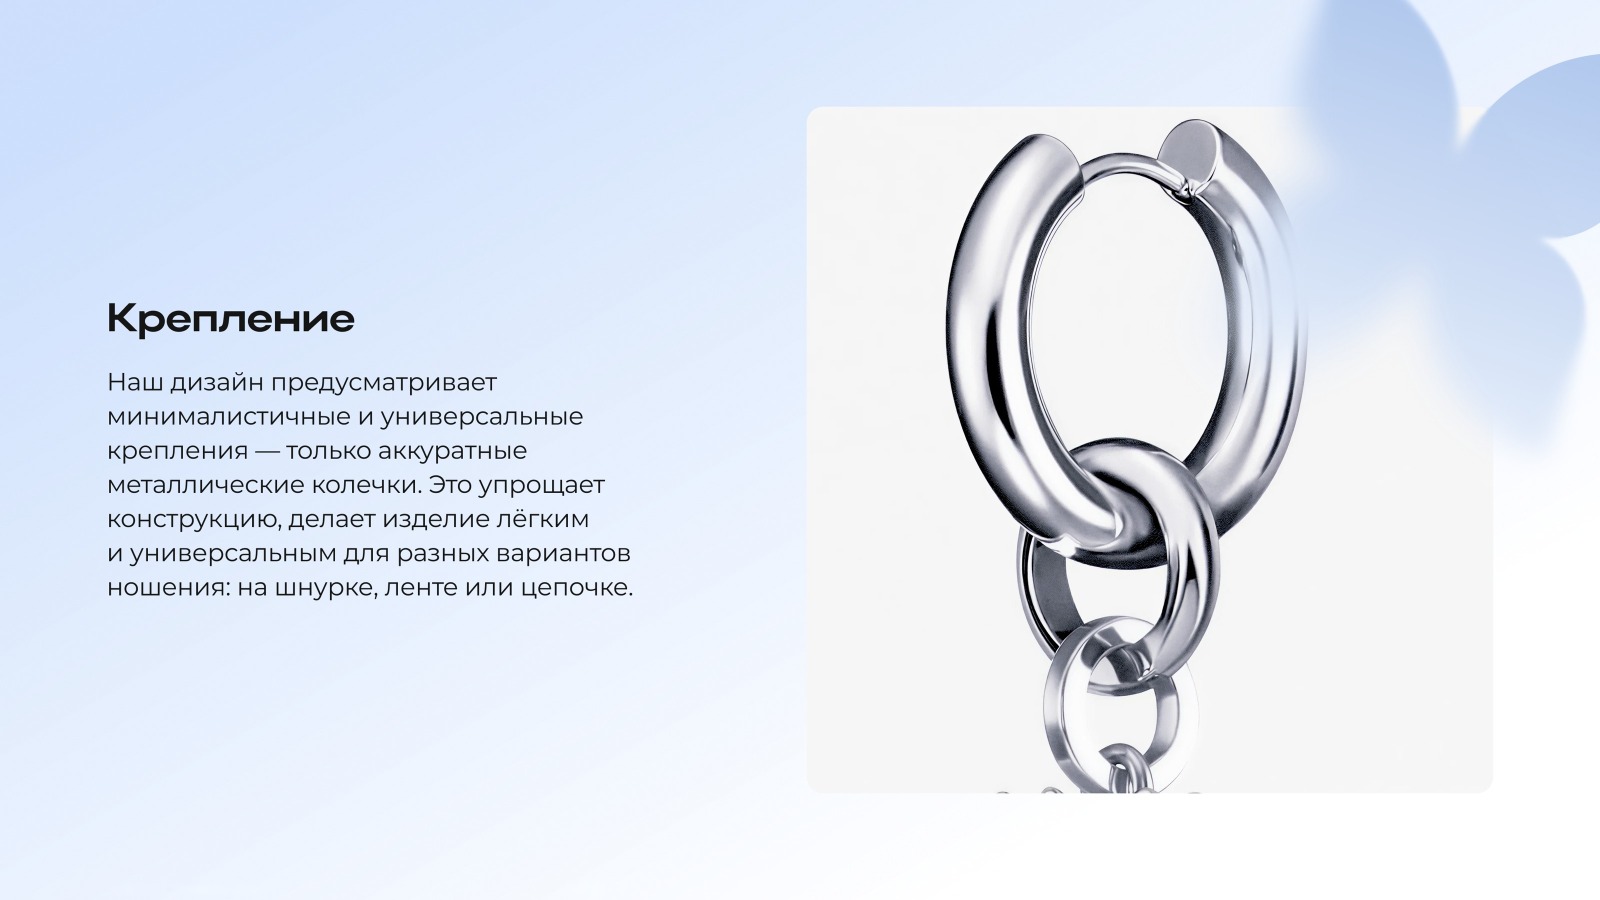 Крепление
Наш дизайн предусматривает
минималистичные и универсальные
крепления — только аккуратные
металлические колечки. Это упрощает
конструкцию, делает изделие лёгким
и универсальным для разных вариантов
ношения: на шнурке, ленте или цепочке.